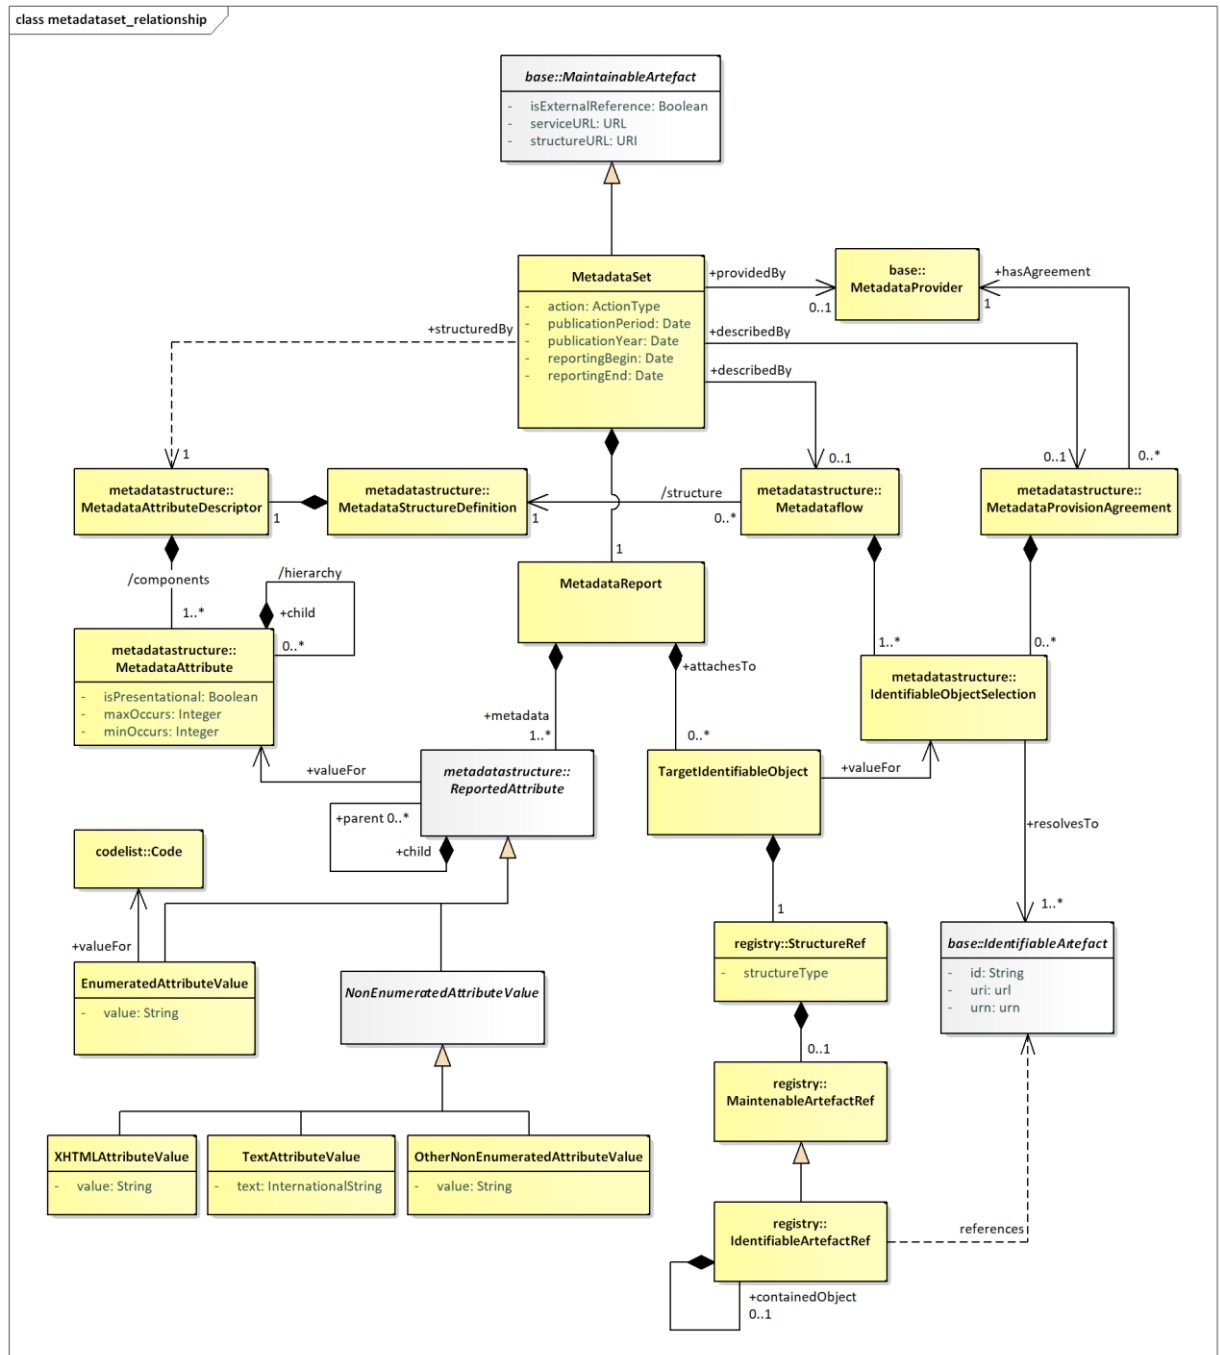 class metadataset_relationship
base::MaintainableArtefact
- isExternalReference: Boolean
- serviceURL: URL
- structureURL: URI
MetadataSet
- action: ActionType
- publicationPeriod: Date
- publicationYear: Date
- reportingBegin: Date
- reportingEnd: Date
+providedBy
0..1
base::
MetadataProvider
+hasAgreement
1
+structuredBy
+describedBy
+describedBy
1
0..1
0..1
0..*
metadatastructure::
MetadataAttributeDescriptor
1
metadatastructure::
MetadataStructureDefinition
1
/structure
0..*
metadatastructure::
Metadataflow
metadatastructure::
MetadataProvisionAgreement
1
/components
1..*
/hierarchy
+child
0..*
MetadataReport
metadatastructure::
MetadataAttribute
- isPresentational: Boolean
- maxOccurs: Integer
- minOccurs: Integer
1..*
0..*
metadatastructure::
IdentifiableObjectSelection
+attachesTo
+metadata
1..*
0..*
+valueFor
metadatastructure::
ReportedAttribute
TargetIdentifiableObject
+valueFor
+parent 0..*
+child
+resolvesTo
codelist::Code
+valueFor
1
1..*
registry::StructureRef
- structureType
base::IdentifiableArtefact
- id: String
- uri: url
- urn: urn
EnumeratedAttributeValue
- value: String
NonEnumeratedAttributeValue
0..1
registry::
MaintenableArtefactRef
XHTMLAttributeValue
- value: String
TextAttributeValue
- text: InternationalString
OtherNonEnumeratedAttributeValue
- value: String
registry::
IdentifiableArtefactRef
references
+containedObject
0..1